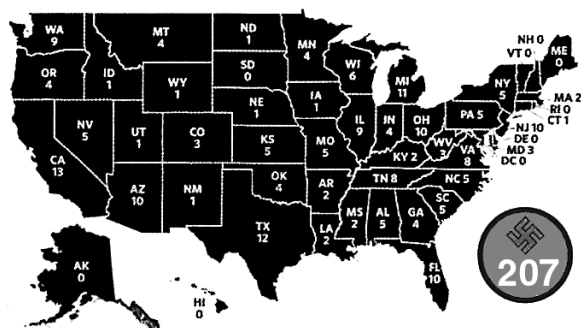 WA
9
OR
4
CA
13
NV
5
ID
1
MT
4
WY
1
UT
1
AZ
10
CO
3
NM
1
ND
1
SD
0
NE
1
KS
5
OK
4
TX
12
MN
4
IA
1
MO
5
AR
2
LA
2
WI
6
IL
9
MI
11
IN
4
OH
10
KY 2
TN 8
MS
2
AL
5
GA
4
FL
10
SC
5
NC 5
VA
8
WV
3
PA 5
NY
5
VT 0
NH 0
ME
0
MA 2
RI 0
CT 1
NJ 10
DE 0
MD 3
DC 0
AK
0
HI
0
207